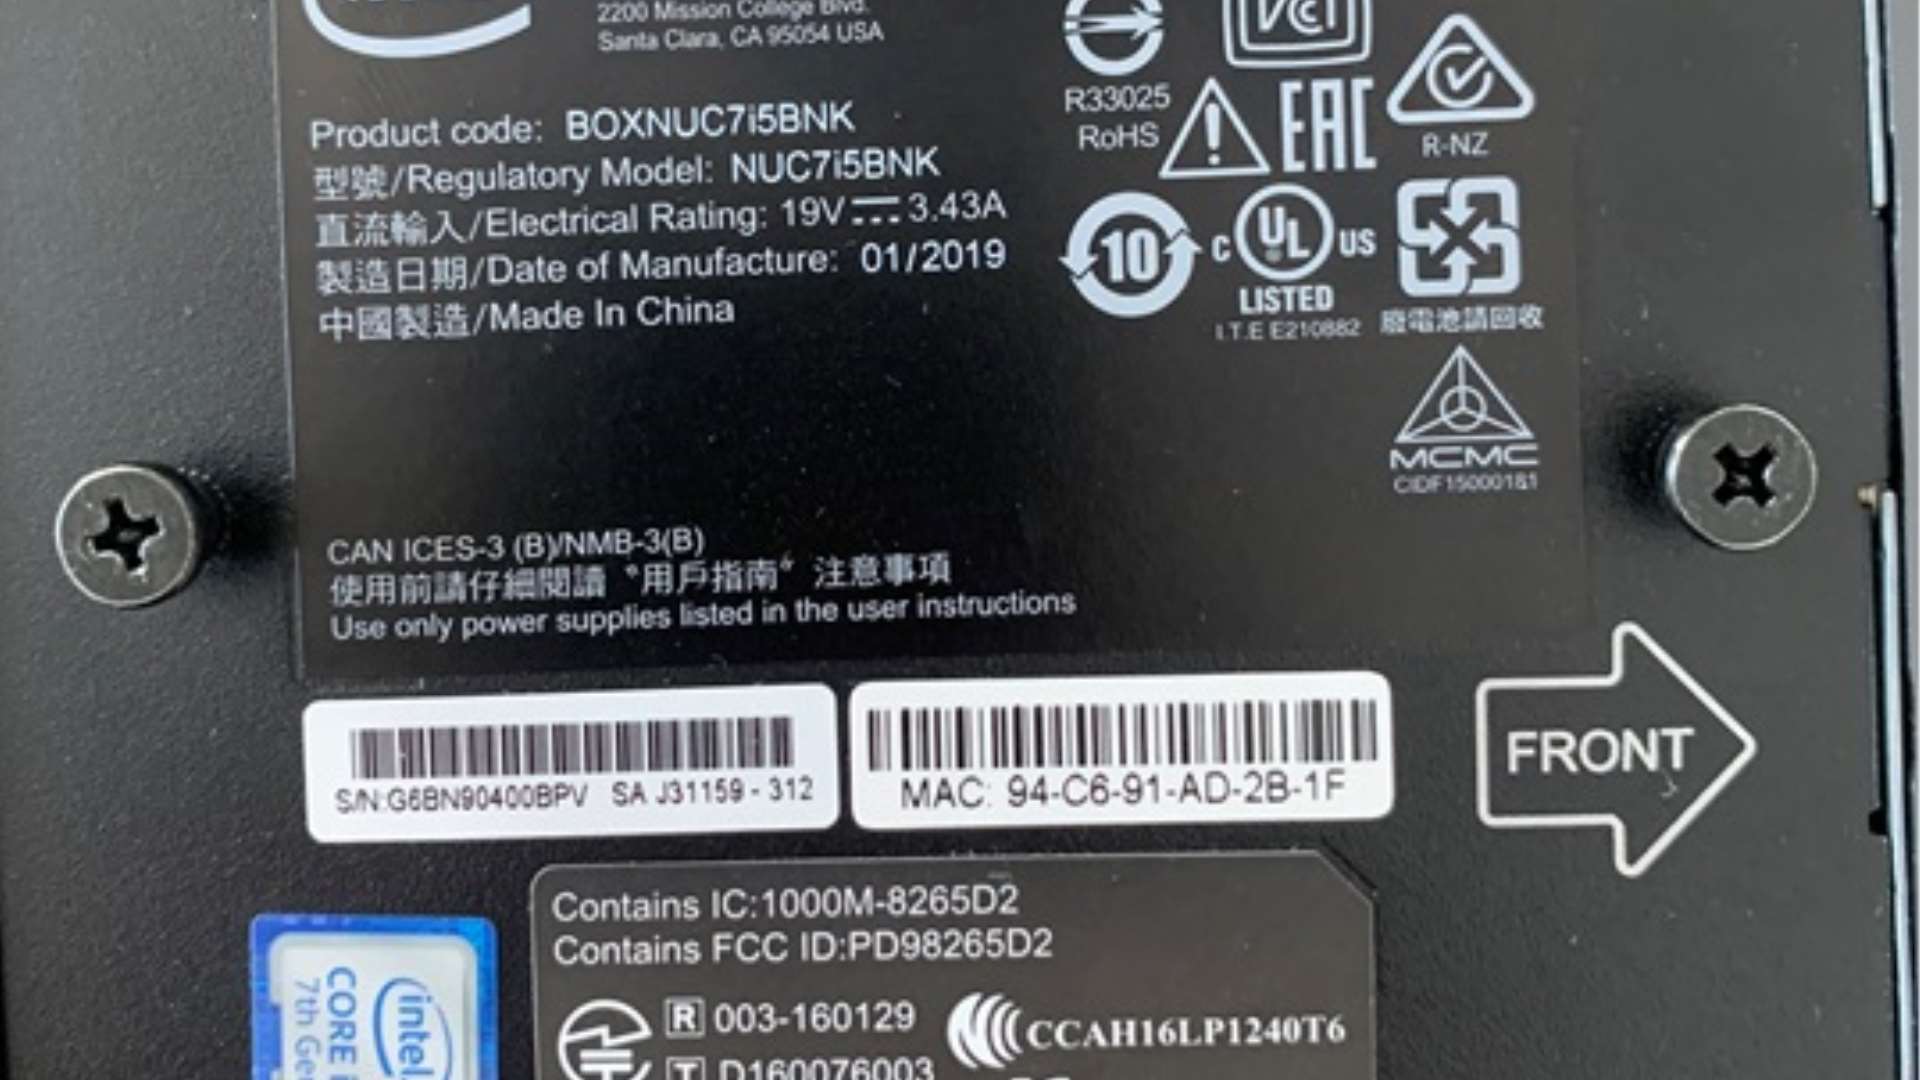 2200 Mission College Blvd.
Santa Clara, CA 95054 USA
Product code: BOXNUC7i5BNK
型號/Regulatory Model: NUC7i5BNK
直流輸入/Electrical Rating: 19V⎓3.43A
製造日期/Date of Manufacture: 01/2019
中國製造/Made In China
VCCI
R33025
RoHS
EAC
R-NZ
10
C UL US
LISTED
I.T.E E210882
廢電池請回收
MCMC
CIDF15000181
CAN ICES-3 (B)/NMB-3(B)
使用前請仔細閱讀 "用戶指南" 注意事項
Use only power supplies listed in the user instructions
S/N:G6BN90400BPV SA J31159-312
MAC: 94-C6-91-AD-2B-1F
FRONT
Contains IC:1000M-8265D2
Contains FCC ID:PD98265D2
R 003-160129
CCAH16LP1240T6
T D160076003
intel
CORE
7th